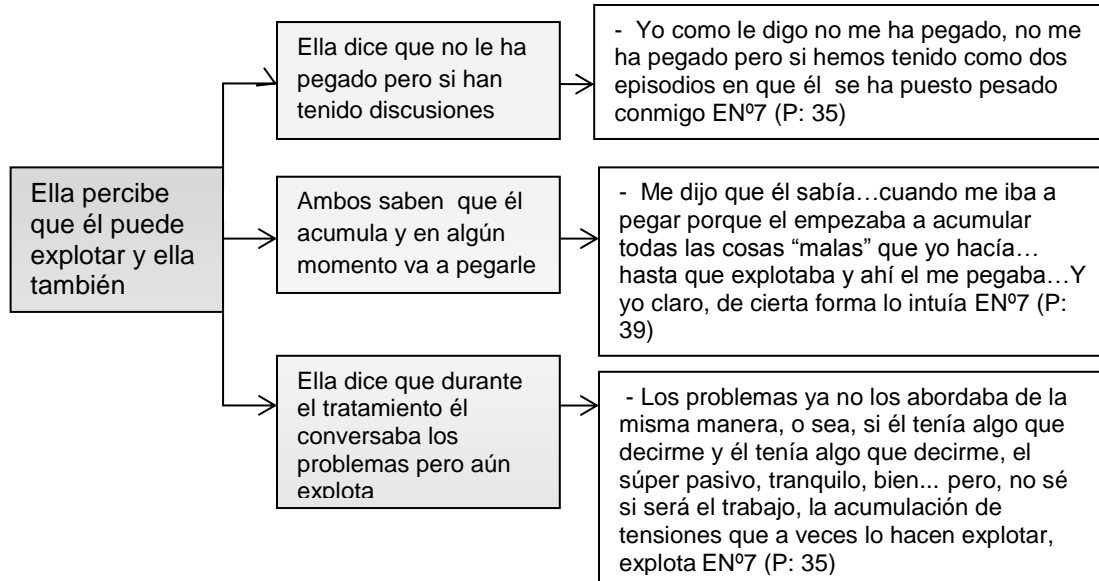 Ella percibe
que él puede
explotar y ella
también
Ella dice que no le ha
pegado pero si han
tenido discusiones
- Yo como le digo no me ha pegado, no me
ha pegado pero si hemos tenido como dos
episodios en que él se ha puesto pesado
conmigo ENº7 (P: 35)
Ambos saben que él
acumula y en algún
momento va a pegarle
- Me dijo que él sabía…cuando me iba a
pegar porque el empezaba a acumular
todas las cosas “malas” que yo hacía…
hasta que explotaba y ahí el me pegaba…Y
yo claro, de cierta forma lo intuía ENº7 (P:
39)
Ella dice que durante
el tratamiento él
conversaba los
problemas pero aún
explota
- Los problemas ya no los abordaba de la
misma manera, o sea, si él tenía algo que
decirme y él tenía algo que decirme, el
súper pasivo, tranquilo, bien... pero, no sé
si será el trabajo, la acumulación de
tensiones que a veces lo hacen explotar,
explota ENº7 (P: 35)